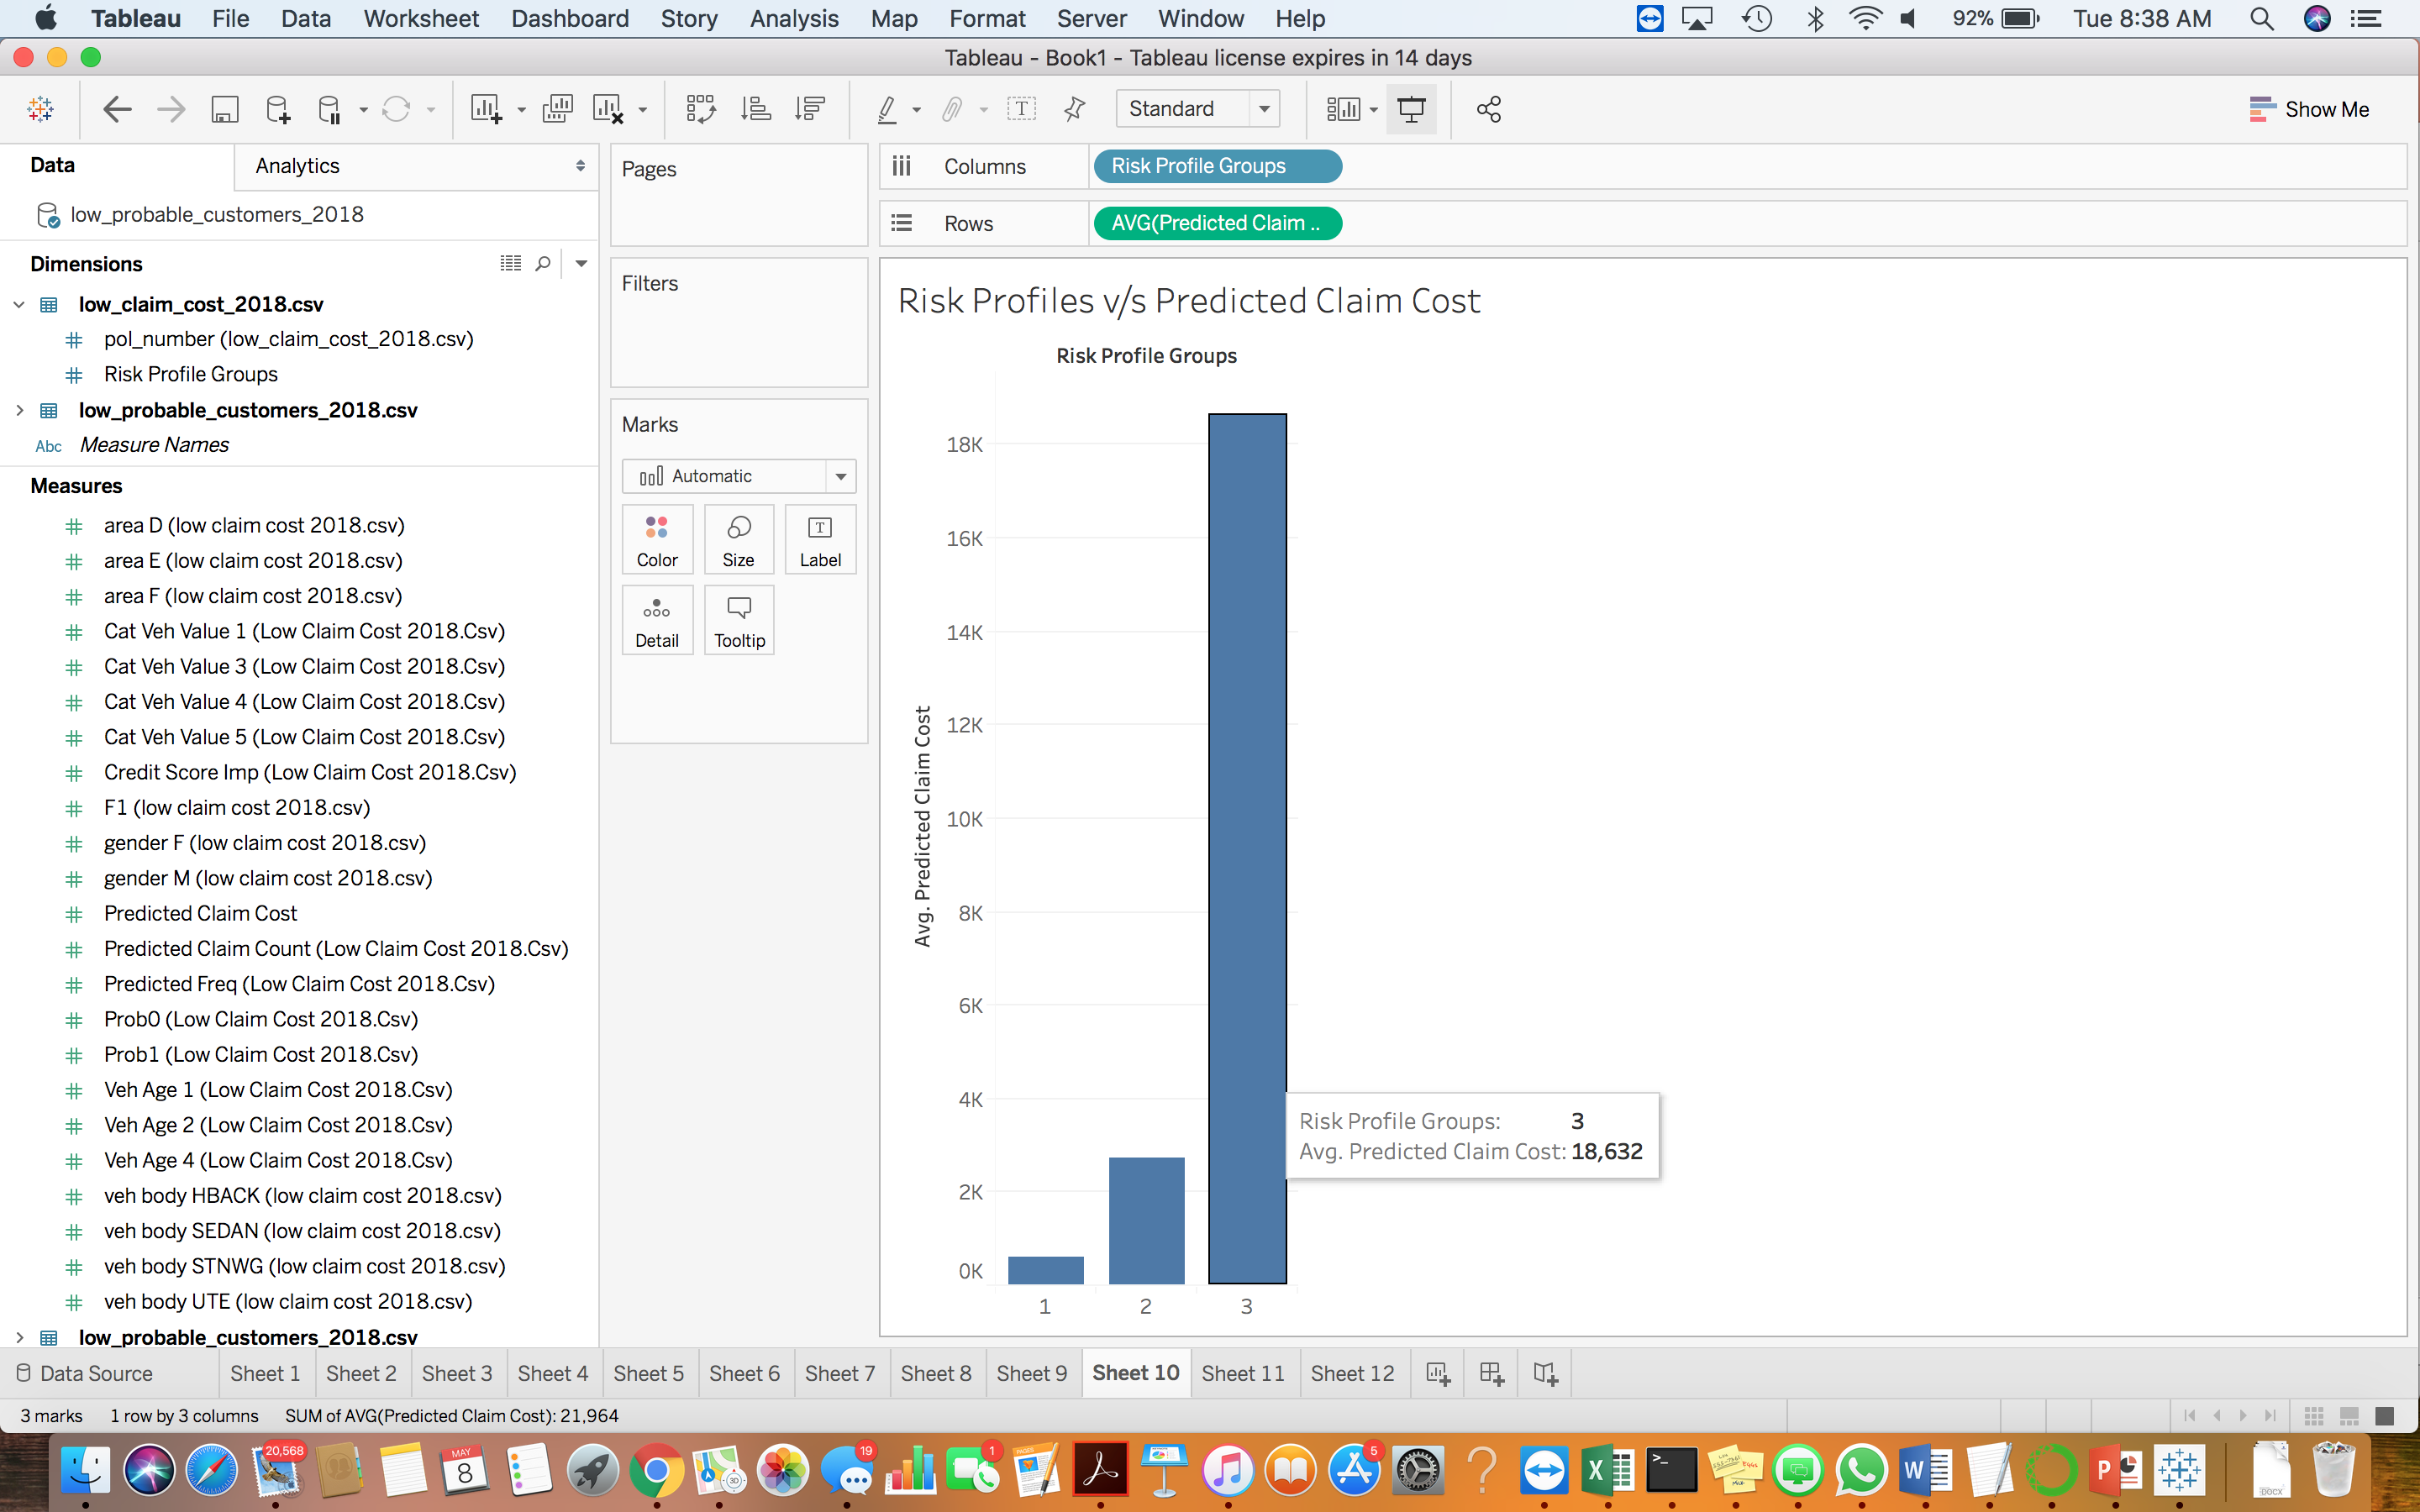 Tableau File Data Worksheet Dashboard Story Analysis Map Format Server Window Help 92% Tue 8:38 AM
Tableau - Book1 - Tableau license expires in 14 days
Standard Show Me
Data Analytics
low_probable_customers_2018
Dimensions
low_claim_cost_2018.csv
pol_number (low_claim_cost_2018.csv)
Risk Profile Groups
low_probable_customers_2018.csv
Abc Measure Names
Measures
area D (low claim cost 2018.csv)
area E (low claim cost 2018.csv)
area F (low claim cost 2018.csv)
Cat Veh Value 1 (Low Claim Cost 2018.Csv)
Cat Veh Value 3 (Low Claim Cost 2018.Csv)
Cat Veh Value 4 (Low Claim Cost 2018.Csv)
Cat Veh Value 5 (Low Claim Cost 2018.Csv)
Credit Score Imp (Low Claim Cost 2018.Csv)
F1 (low claim cost 2018.csv)
gender F (low claim cost 2018.csv)
gender M (low claim cost 2018.csv)
Predicted Claim Cost
Predicted Claim Count (Low Claim Cost 2018.Csv)
Predicted Freq (Low Claim Cost 2018.Csv)
Prob0 (Low Claim Cost 2018.Csv)
Prob1 (Low Claim Cost 2018.Csv)
Veh Age 1 (Low Claim Cost 2018.Csv)
Veh Age 2 (Low Claim Cost 2018.Csv)
Veh Age 4 (Low Claim Cost 2018.Csv)
veh body HBACK (low claim cost 2018.csv)
veh body SEDAN (low claim cost 2018.csv)
veh body STNWG (low claim cost 2018.csv)
veh body UTE (low claim cost 2018.csv)
low_probable_customers_2018.csv
Pages
Filters
Marks
Automatic
Color Size Label
Detail Tooltip
Columns Risk Profile Groups
Rows AVG(Predicted Claim ..
Risk Profiles v/s Predicted Claim Cost
Risk Profile Groups
Avg. Predicted Claim Cost
18K
16K
14K
12K
10K
8K
6K
4K
2K
0K
1 2 3
Risk Profile Groups: 3
Avg. Predicted Claim Cost: 18,632
Data Source Sheet 1 Sheet 2 Sheet 3 Sheet 4 Sheet 5 Sheet 6 Sheet 7 Sheet 8 Sheet 9 Sheet 10 Sheet 11 Sheet 12
3 marks 1 row by 3 columns SUM of AVG(Predicted Claim Cost): 21,964
20,568 MAY 8 3D 19 1 PAGES 5 DOCX